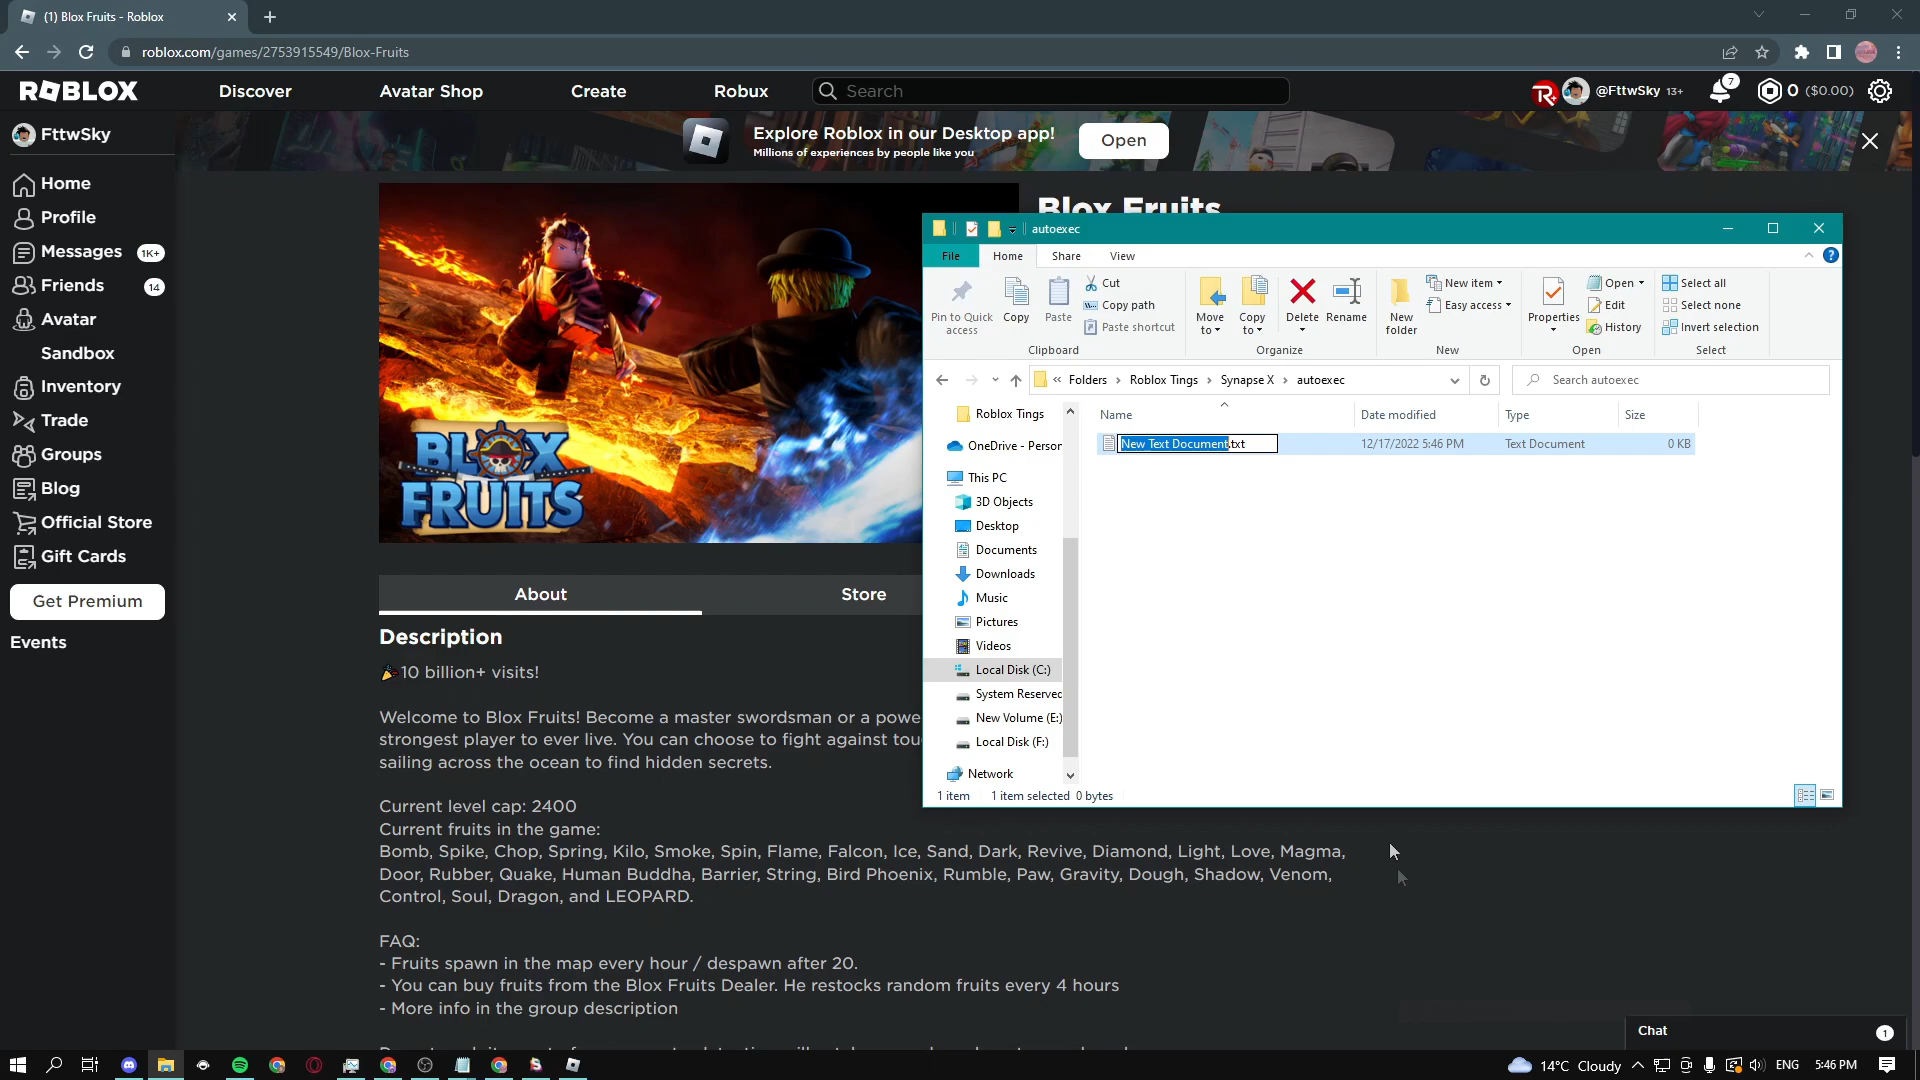 (1) Blox Fruits - Roblox
roblox.com/games/2753915549/Blox-Fruits
ROBLOX
Discover
Avatar Shop
Create
Robux
Search
@FttwSky 13+
7
0 ($0.00)
FttwSky
Explore Roblox in our Desktop app!
Millions of experiences by people like you
Open
Home
Profile
Messages 1K+
Friends 14
Avatar
Sandbox
Inventory
Trade
Groups
Blog
Official Store
Gift Cards
Get Premium
Events
Blox Fruits
BLOX
FRUITS
About
Store
Description
10 billion+ visits!
Welcome to Blox Fruits! Become a master swordsman or a powe
strongest player to ever live. You can choose to fight against tou
sailing across the ocean to find hidden secrets.
Current level cap: 2400
Current fruits in the game:
Bomb, Spike, Chop, Spring, Kilo, Smoke, Spin, Flame, Falcon, Ice, Sand, Dark, Revive, Diamond, Light, Love, Magma,
Door, Rubber, Quake, Human Buddha, Barrier, String, Bird Phoenix, Rumble, Paw, Gravity, Dough, Shadow, Venom,
Control, Soul, Dragon, and LEOPARD.
FAQ:
- Fruits spawn in the map every hour / despawn after 20.
- You can buy fruits from the Blox Fruits Dealer. He restocks random fruits every 4 hours
- More info in the group description
autoexec
File
Home
Share
View
Pin to Quick
access
Copy
Paste
Cut
Copy path
Paste shortcut
Clipboard
Move
to
Copy
to
Delete
Rename
Organize
New
folder
New item
Easy access
New
Properties
Open
Edit
History
Open
Select all
Select none
Invert selection
Select
« Folders › Roblox Tings › Synapse X › autoexec
Search autoexec
Roblox Tings
OneDrive - Person
This PC
3D Objects
Desktop
Documents
Downloads
Music
Pictures
Videos
Local Disk (C:)
System Reserved
New Volume (E:)
Local Disk (F:)
Network
Name
Date modified
Type
Size
New Text Document.txt
12/17/2022 5:46 PM
Text Document
0 KB
1 item
1 item selected 0 bytes
Chat
1
14°C Cloudy
ENG
5:46 PM